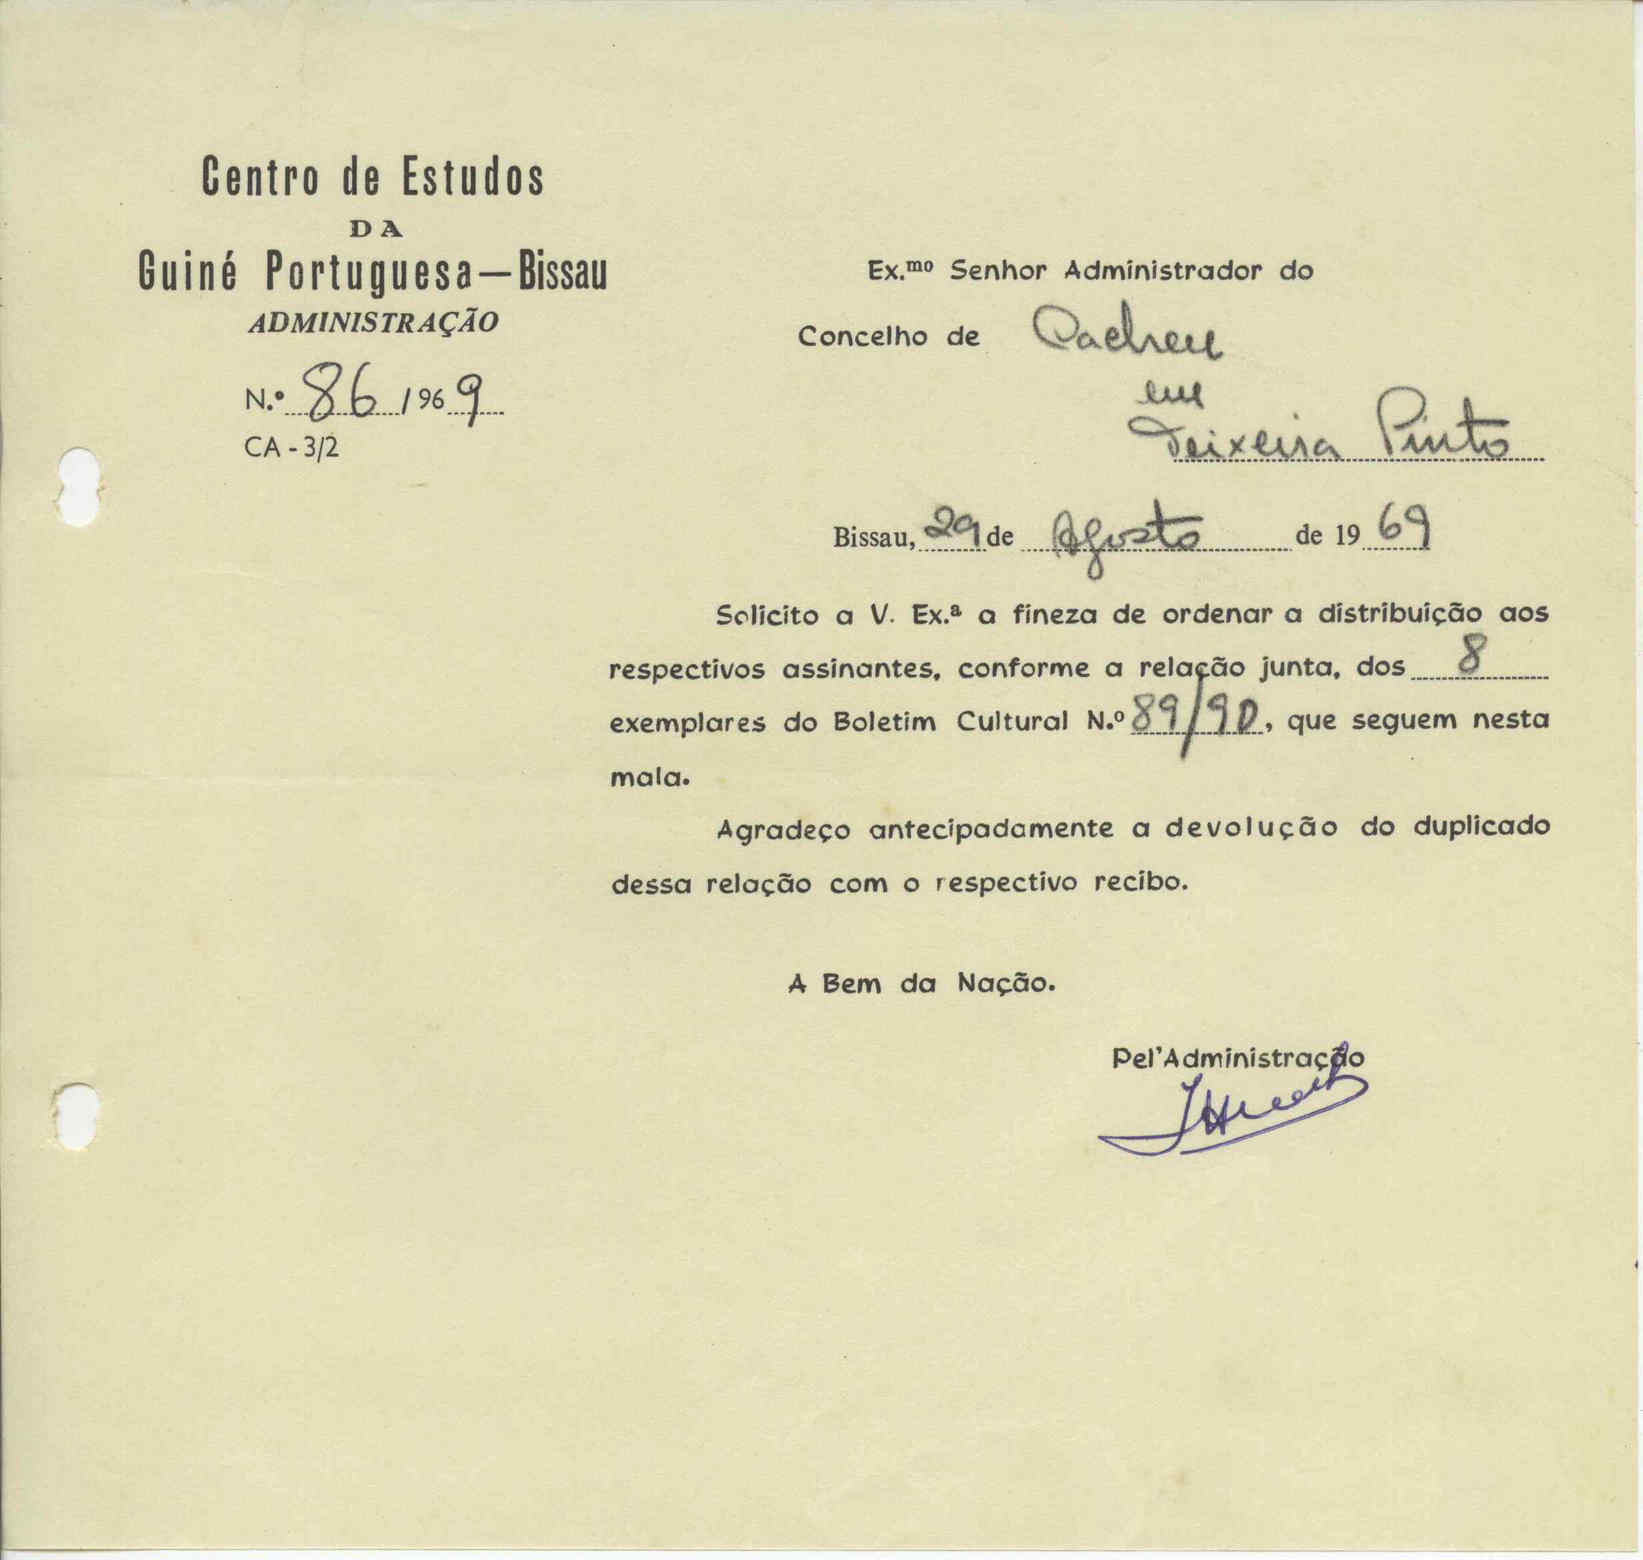 Centro de Estudos
DA
Guiné Portuguesa—Bissau
ADMINISTRAÇÃO
N.º 86/1969
CA - 3/2
Ex.mo Senhor Administrador do
Concelho de Cacheu
em
Teixeira Pinto
Bissau, 29 de Agosto de 1969
Solicito a V. Ex.ª a fineza de ordenar a distribuição aos
respectivos assinantes, conforme a relação junta, dos 8
exemplares do Boletim Cultural N.º 89/90, que seguem nesta
mala.
Agradeço antecipadamente a devolução do duplicado
dessa relação com o respectivo recibo.
A Bem da Nação.
Pel'Administração